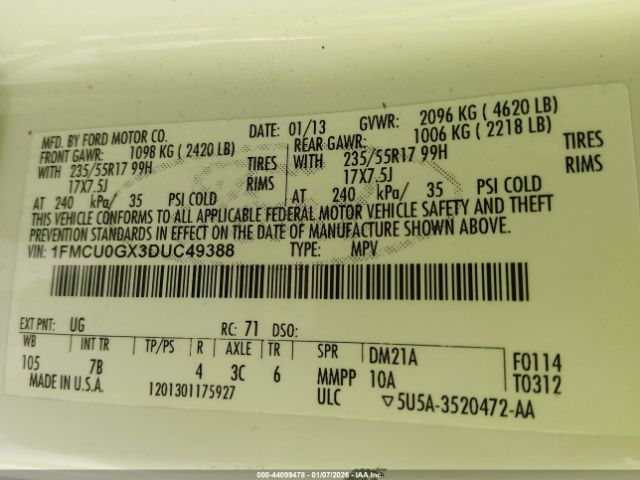 MFD. BY FORD MOTOR CO. DATE: 01/13 GVWR: 2096 KG ( 4620 LB)
FRONT GAWR: 1098 KG ( 2420 LB) REAR GAWR: 1006 KG ( 2218 LB)
WITH 235/55R17 99H TIRES WITH 235/55R17 99H TIRES
17X7.5J RIMS 17X7.5J RIMS
AT 240 kPa/ 35 PSI COLD AT 240 kPa/ 35 PSI COLD
THIS VEHICLE CONFORMS TO ALL APPLICABLE FEDERAL MOTOR VEHICLE SAFETY AND THEFT
PREVENTION STANDARDS IN EFFECT ON THE DATE OF MANUFACTURE SHOWN ABOVE.
VIN: 1FMCU0GX3DUC49388 TYPE: MPV
EXT PNT: UG RC: 71 DSO:
WB INT TR TP/PS R AXLE TR SPR DM21A F0114
105 7B 4 3C 6 MMPP 10A T0312
MADE IN U.S.A. 1201301175927 ULC ▽5U5A-3520472-AA
000-44099478 - 01/07/2026 - IAA Inc.